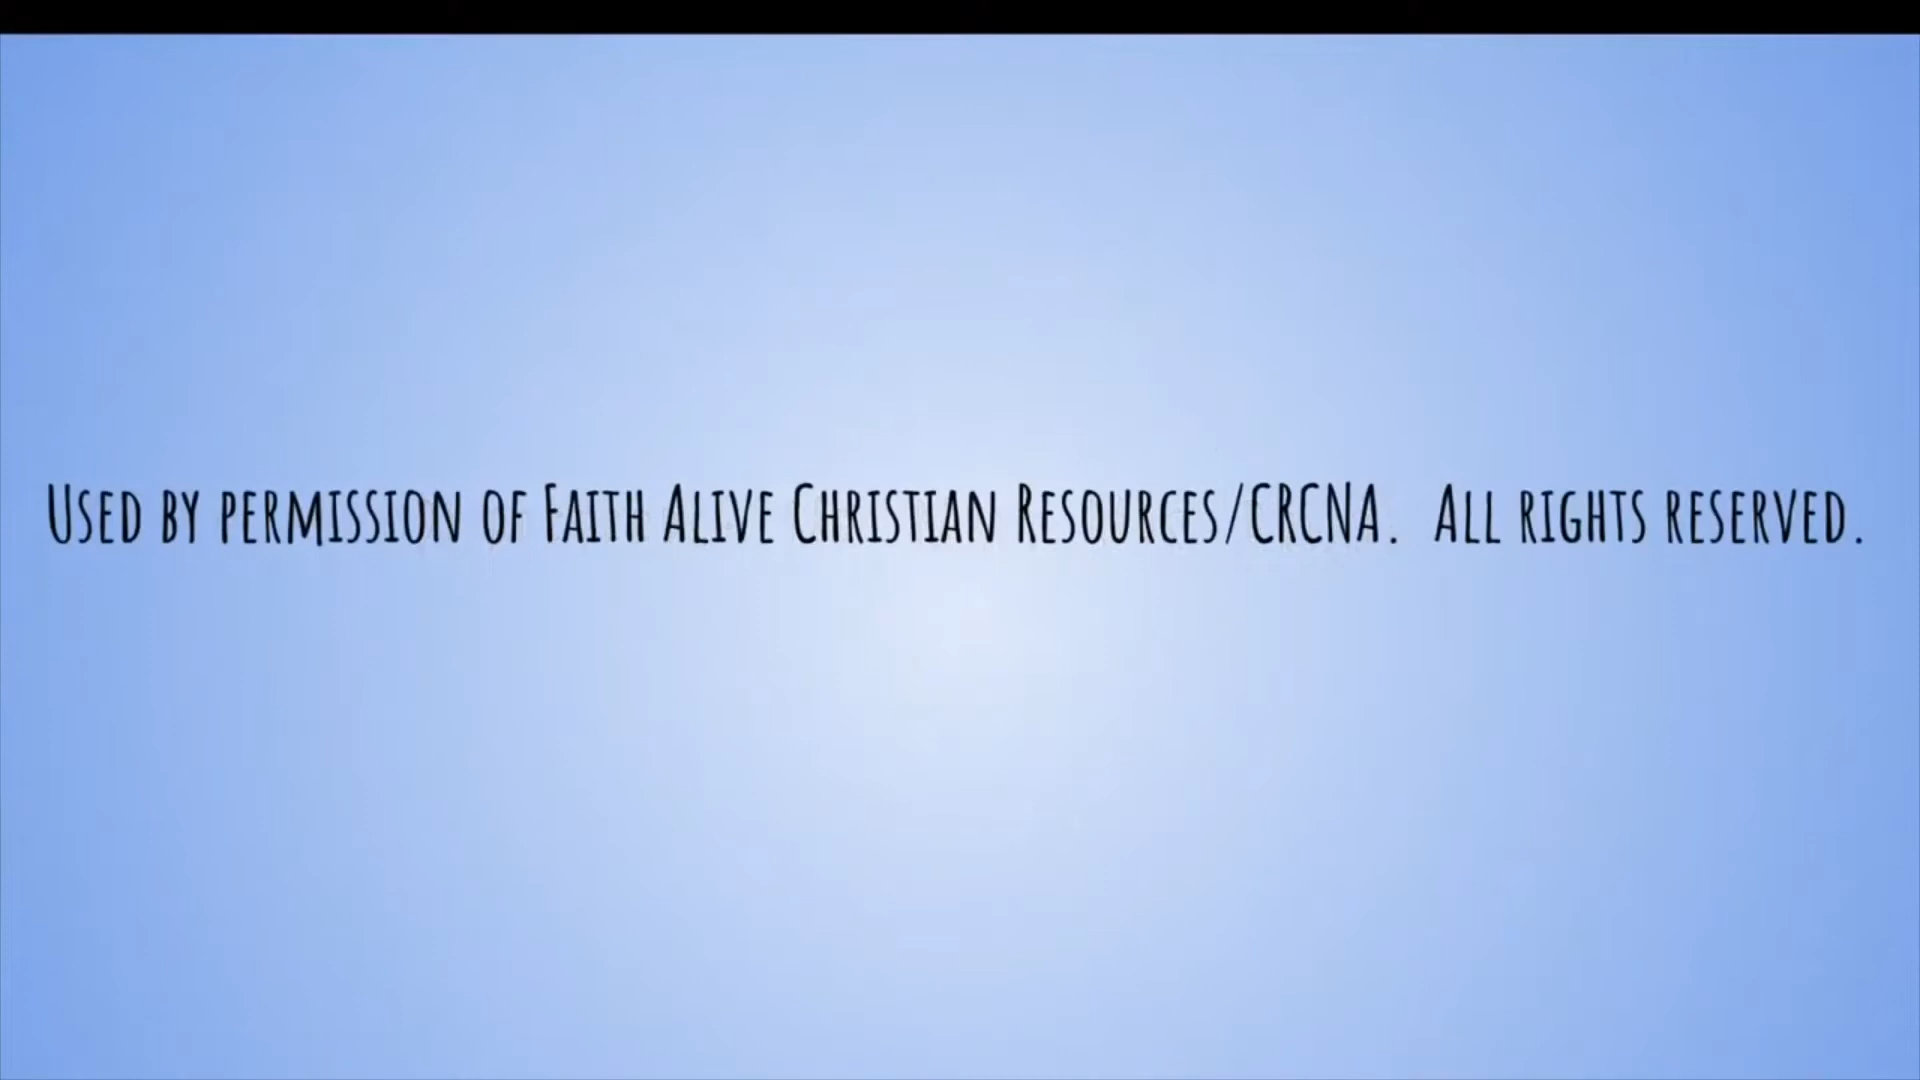 Used by permission of Faith Alive Christian Resources/CRCNA.  All rights reserved.